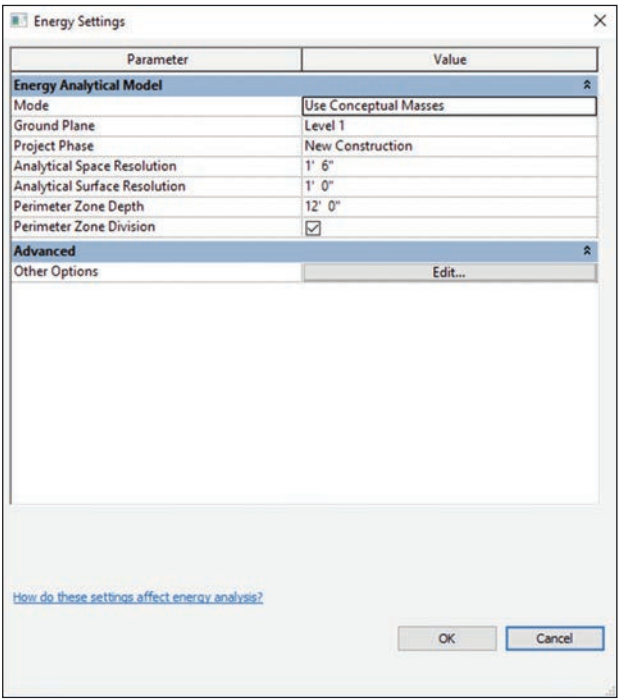 Energy Settings
Parameter Value
Energy Analytical Model
Mode Use Conceptual Masses
Ground Plane Level 1
Project Phase New Construction
Analytical Space Resolution 1' 6"
Analytical Surface Resolution 1' 0"
Perimeter Zone Depth 12' 0"
Perimeter Zone Division
Advanced
Other Options Edit...
How do these settings affect energy analysis?
OK Cancel